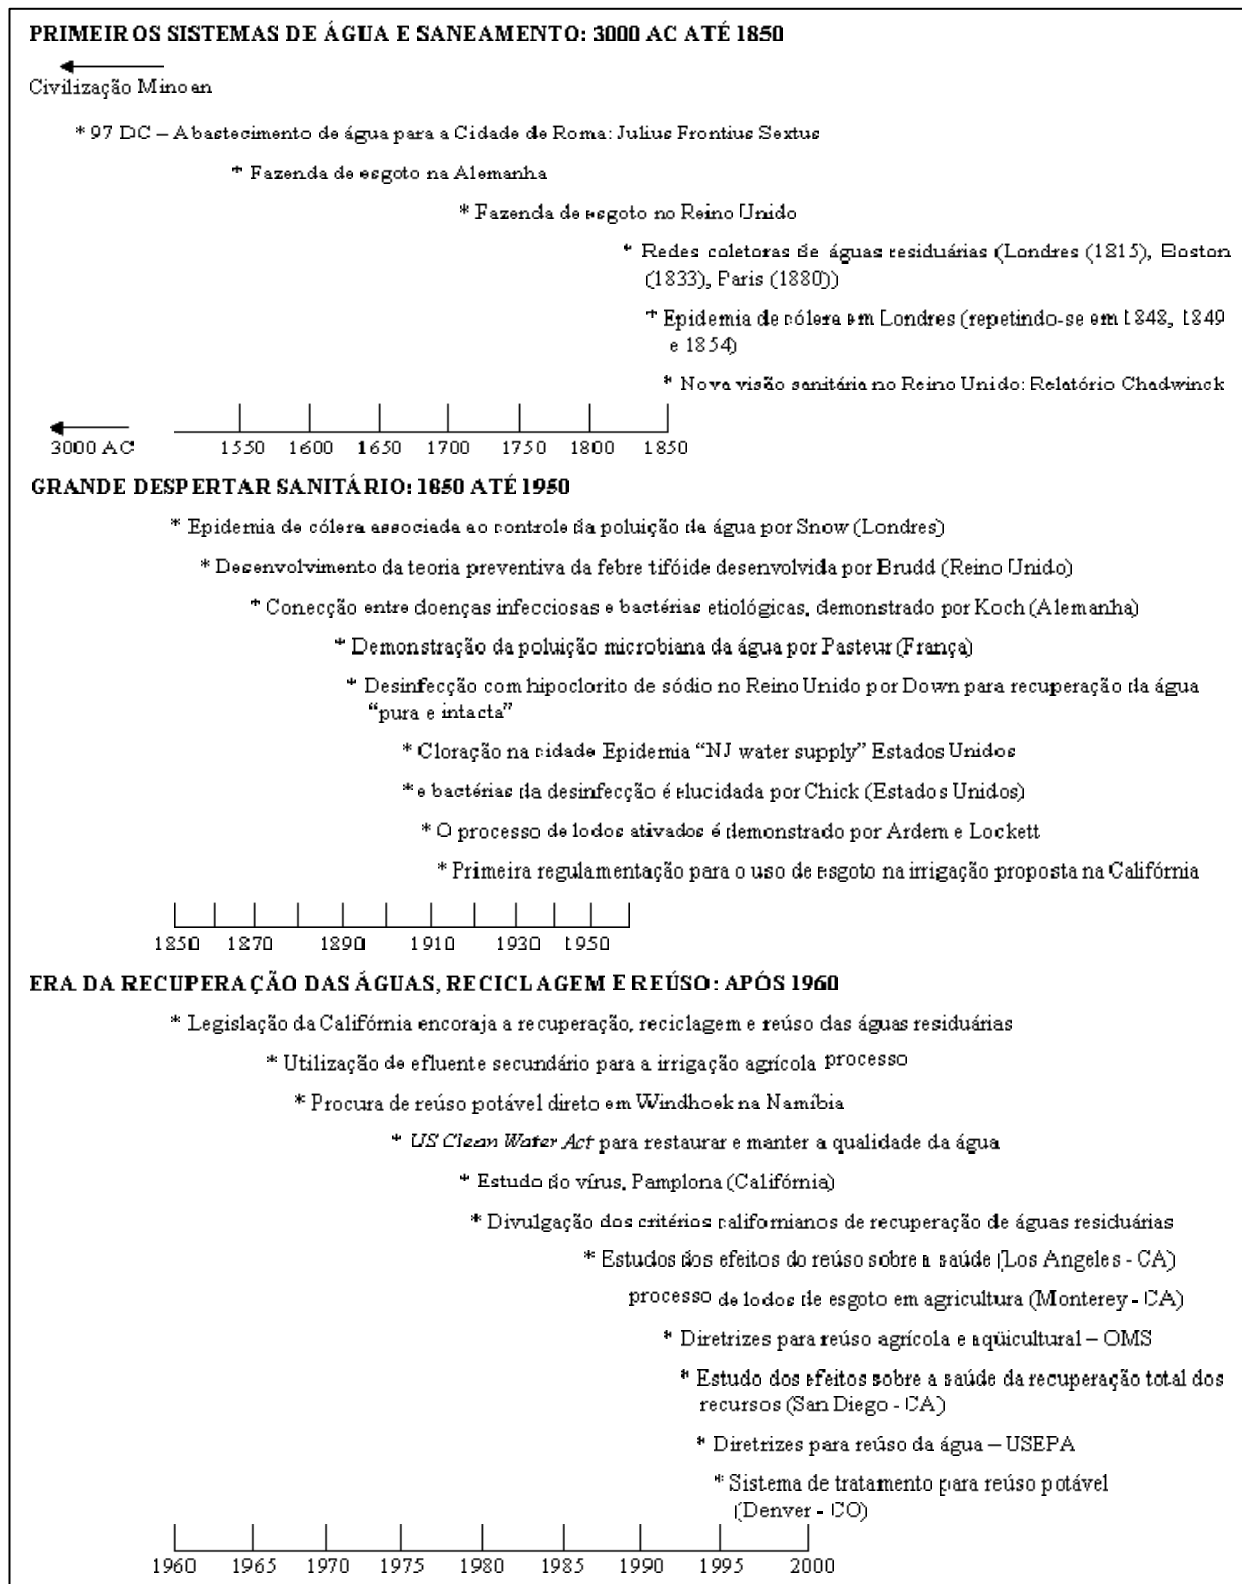 PRIMEIROS SISTEMAS DE ÁGUA E SANEAMENTO: 3000 AC ATÉ 1850
Civilização Minoan
* 97 DC – Abastecimento de água para a Cidade de Roma: Julius Frontius Sextus
* Fazenda de esgoto na Alemanha
* Fazenda de esgoto no Reino Unido
* Redes coletoras de águas residuárias (Londres (1815), Boston
(1833), Paris (1880))
* Epidemia de cólera em Londres (repetindo-se em 1848, 1849
e 1854)
* Nova visão sanitária no Reino Unido: Relatório Chadwinck
3000 AC 1550 1600 1650 1700 1750 1800 1850
GRANDE DESPERTAR SANITÁRIO: 1850 ATÉ 1950
* Epidemia de cólera associada ao controle da poluição da água por Snow (Londres)
* Desenvolvimento da teoria preventiva da febre tifóide desenvolvida por Brudd (Reino Unido)
* Conecção entre doenças infecciosas e bactérias etiológicas, demonstrado por Koch (Alemanha)
* Demonstração da poluição microbiana da água por Pasteur (França)
* Desinfecção com hipoclorito de sódio no Reino Unido por Down para recuperação da água
“pura e intacta”
* Cloração na cidade Epidemia “NJ water supply” Estados Unidos
* e bactérias da desinfecção é elucidada por Chick (Estados Unidos)
* O processo de lodos ativados é demonstrado por Ardern e Lockett
* Primeira regulamentação para o uso de esgoto na irrigação proposta na Califórnia
1850 1870 1890 1910 1930 1950
ERA DA RECUPERAÇÃO DAS ÁGUAS, RECICLAGEM E REÚSO: APÓS 1960
* Legislação da Califórnia encoraja a recuperação, reciclagem e reúso das águas residuárias
* Utilização de efluente secundário para a irrigação agrícola processo
* Procura de reúso potável direto em Windhoek na Namíbia
* US Clean Water Act para restaurar e manter a qualidade da água
* Estudo do vírus, Pamplona (Califórnia)
* Divulgação dos critérios californianos de recuperação de águas residuárias
* Estudos dos efeitos do reúso sobre a saúde (Los Angeles - CA)
processo de lodos de esgoto em agricultura (Monterey - CA)
* Diretrizes para reúso agrícola e aqüicultural – OMS
* Estudo dos efeitos sobre a saúde da recuperação total dos
recursos (San Diego - CA)
* Diretrizes para reúso da água – USEPA
* Sistema de tratamento para reúso potável
(Denver - CO)
1960 1965 1970 1975 1980 1985 1990 1995 2000